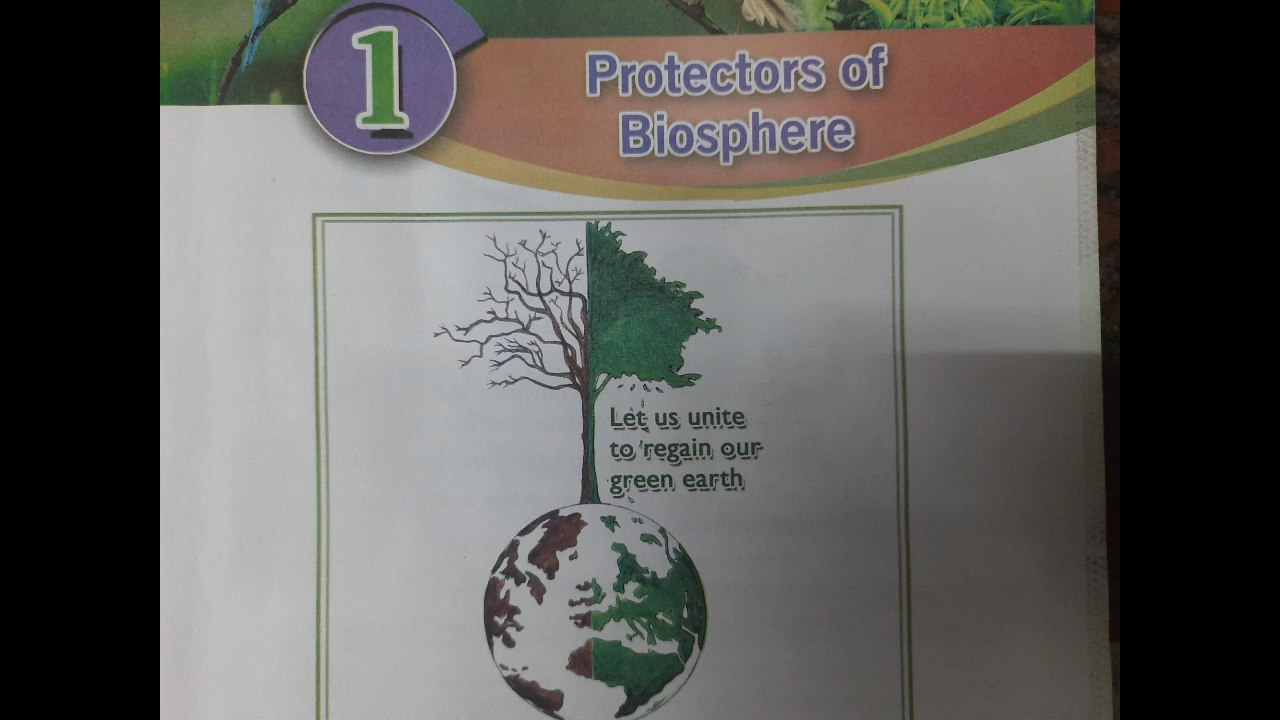 1
Protectors of
Biosphere
Let us unite
to regain our
green earth